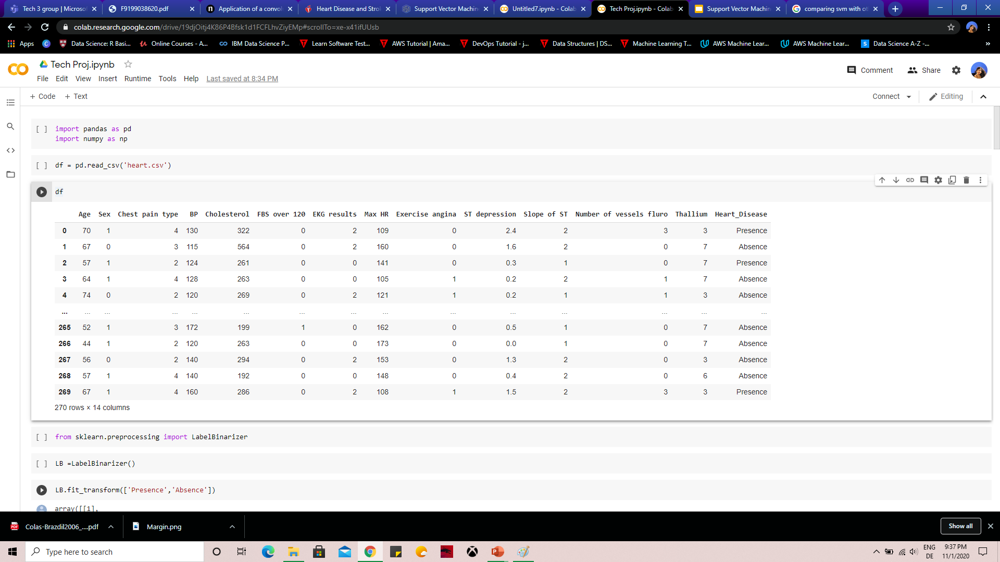 Tech 3 group | Microso
F9199038620.pdf
Application of a convol
Heart Disease and Strok
Support Vector Machin
Untitled7.ipynb - Colab
Tech Proj.ipynb - Colab
Support Vector Machin
comparing svm with ot
colab.research.google.com/drive/19djOitj4K86P4Bfsk1d1FCFLhvZiyEMp#scrollTo=xe-x41ifUUsb
Apps
Data Science: R Basi...
Online Courses - A...
IBM Data Science P...
Learn Software Test...
AWS Tutorial | Ama...
DevOps Tutorial - j...
Data Structures | DS...
Machine Learning T...
AWS Machine Lear...
AWS Machine Lear...
Data Science A-Z -...
»
Tech Proj.ipynb
Comment
Share
File Edit View Insert Runtime Tools Help Last saved at 8:34 PM
+ Code + Text
Connect
Editing
[ ] import pandas as pd
import numpy as np
[ ] df = pd.read_csv('heart.csv')
df
Age Sex Chest pain type BP Cholesterol FBS over 120 EKG results Max HR Exercise angina ST depression Slope of ST Number of vessels fluro Thallium Heart_Disease
0 70 1 4 130 322 0 2 109 0 2.4 2 3 3 Presence
1 67 0 3 115 564 0 2 160 0 1.6 2 0 7 Absence
2 57 1 2 124 261 0 0 141 0 0.3 1 0 7 Presence
3 64 1 4 128 263 0 0 105 1 0.2 2 1 7 Absence
4 74 0 2 120 269 0 2 121 1 0.2 1 1 3 Absence
... ... ... ... ... ... ... ... ... ... ... ... ... ... ...
265 52 1 3 172 199 1 0 162 0 0.5 1 0 7 Absence
266 44 1 2 120 263 0 0 173 0 0.0 1 0 7 Absence
267 56 0 2 140 294 0 2 153 0 1.3 2 0 3 Absence
268 57 1 4 140 192 0 0 148 0 0.4 2 0 6 Absence
269 67 1 4 160 286 0 2 108 1 1.5 2 3 3 Presence
270 rows × 14 columns
[ ] from sklearn.preprocessing import LabelBinarizer
[ ] LB =LabelBinarizer()
LB.fit_transform(['Presence','Absence'])
array([[1],
Colas-Brazdil2006_....pdf
Margin.png
Show all
Type here to search
ENG
DE
9:37 PM
11/1/2020